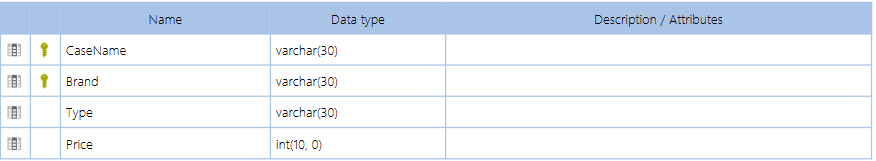 Name Data type Description / Attributes
CaseName varchar(30)
Brand varchar(30)
Type varchar(30)
Price int(10, 0)